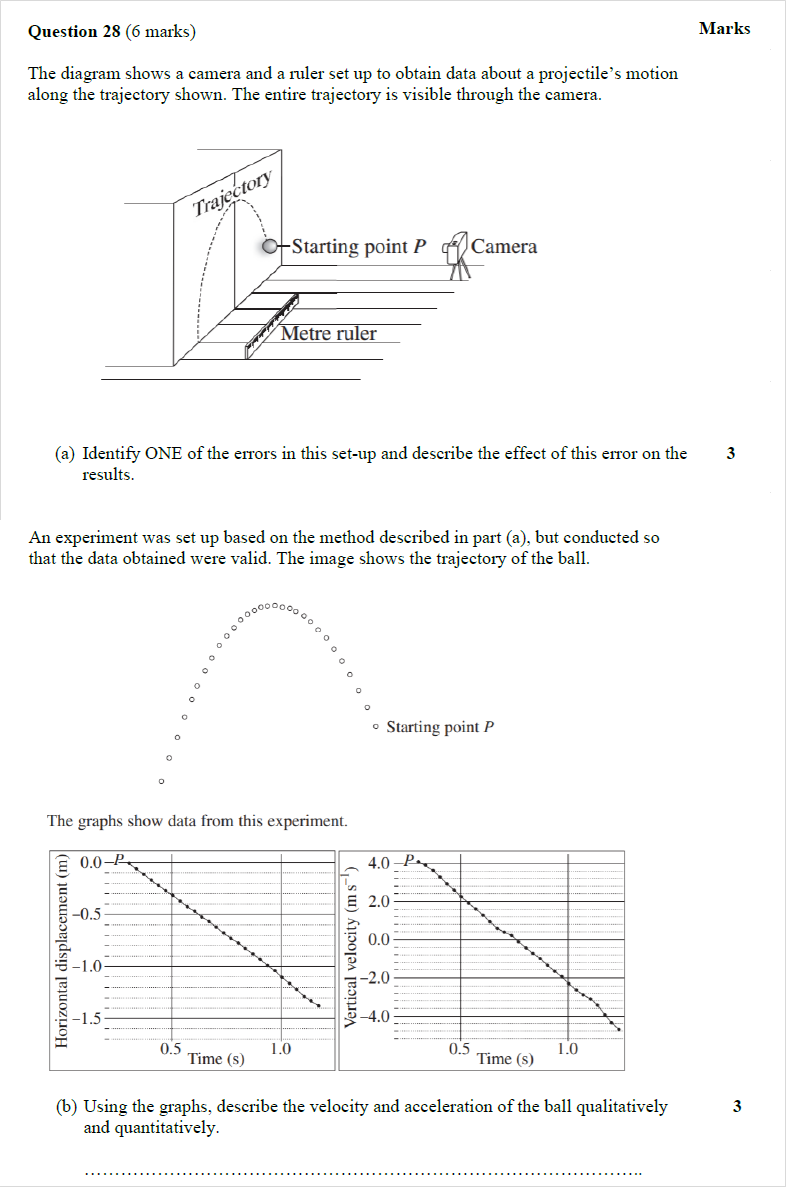 Question 28 (6 marks)
Marks
The diagram shows a camera and a ruler set up to obtain data about a projectile's motion
along the trajectory shown. The entire trajectory is visible through the camera.
Trajectory
Starting point P
Camera
Metre ruler
(a) Identify ONE of the errors in this set-up and describe the effect of this error on the
3
results.
An experiment was set up based on the method described in part (a), but conducted so
that the data obtained were valid. The image shows the trajectory of the ball.
Starting point P
The graphs show data from this experiment.
Horizontal displacement (m)
0.0
P
–0.5
–1.0
–1.5
0.5
1.0
Time (s)
Vertical velocity (m s⁻¹)
4.0
P
2.0
0.0
–2.0
–4.0
0.5
1.0
Time (s)
(b) Using the graphs, describe the velocity and acceleration of the ball qualitatively
3
and quantitatively.